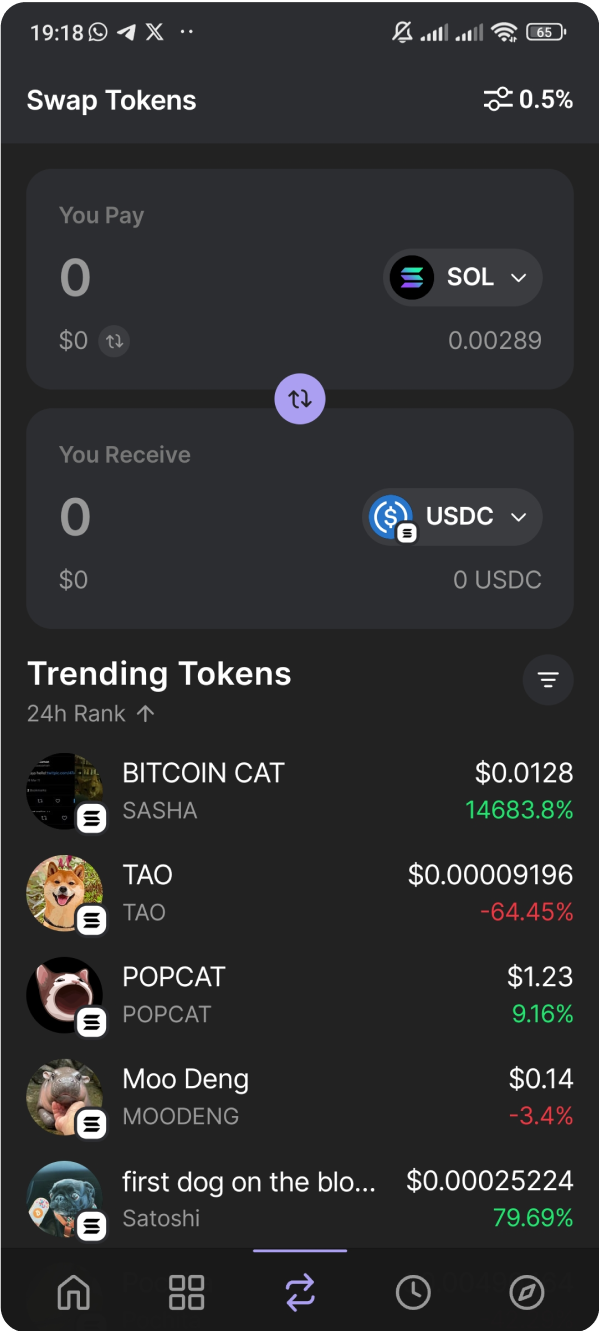 19:18
65
Swap Tokens
0.5%
You Pay
0
SOL
$0
0.00289
You Receive
0
USDC
$0
0 USDC
Trending Tokens
24h Rank ↑
BITCOIN CAT
$0.0128
SASHA
14683.8%
TAO
$0.00009196
TAO
-64.45%
POPCAT
$1.23
POPCAT
9.16%
Moo Deng
$0.14
MOODENG
-3.4%
first dog on the blo...
$0.00025224
Satoshi
79.69%